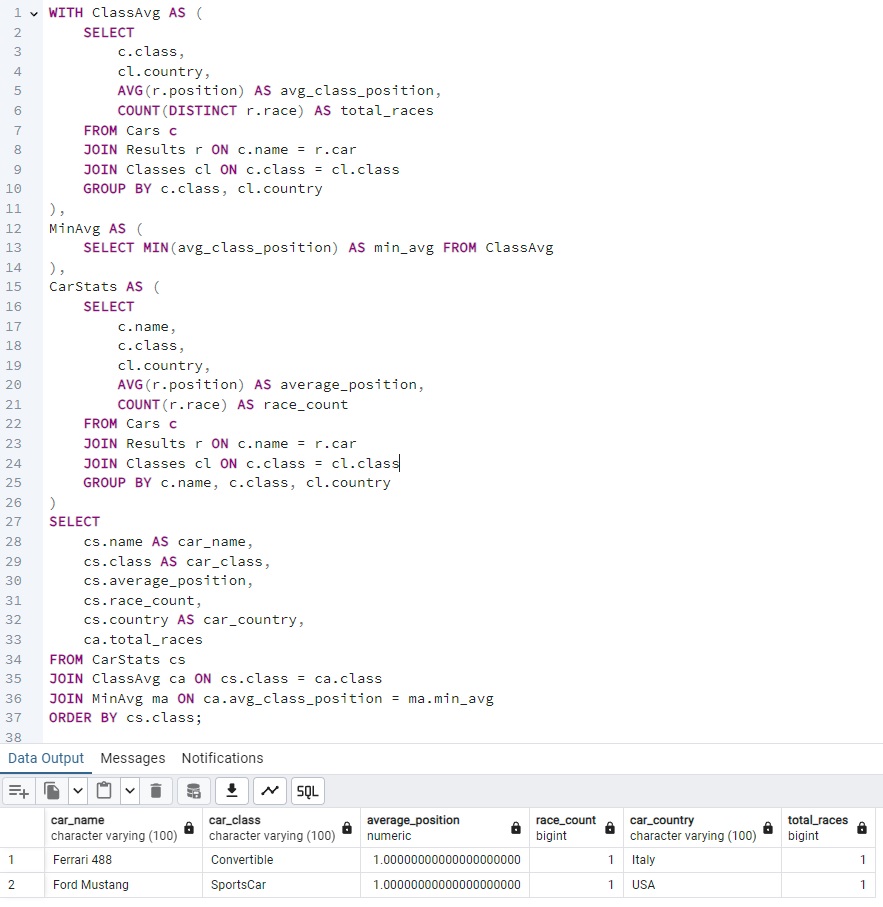 1 WITH ClassAvg AS (
2 SELECT
3 c.class,
4 cl.country,
5 AVG(r.position) AS avg_class_position,
6 COUNT(DISTINCT r.race) AS total_races
7 FROM Cars c
8 JOIN Results r ON c.name = r.car
9 JOIN Classes cl ON c.class = cl.class
10 GROUP BY c.class, cl.country
11 ),
12 MinAvg AS (
13 SELECT MIN(avg_class_position) AS min_avg FROM ClassAvg
14 ),
15 CarStats AS (
16 SELECT
17 c.name,
18 c.class,
19 cl.country,
20 AVG(r.position) AS average_position,
21 COUNT(r.race) AS race_count
22 FROM Cars c
23 JOIN Results r ON c.name = r.car
24 JOIN Classes cl ON c.class = cl.class
25 GROUP BY c.name, c.class, cl.country
26 )
27 SELECT
28 cs.name AS car_name,
29 cs.class AS car_class,
30 cs.average_position,
31 cs.race_count,
32 cs.country AS car_country,
33 ca.total_races
34 FROM CarStats cs
35 JOIN ClassAvg ca ON cs.class = ca.class
36 JOIN MinAvg ma ON ca.avg_class_position = ma.min_avg
37 ORDER BY cs.class;
38
Data Output Messages Notifications
SQL
car_name car_class average_position race_count car_country total_races
character varying (100) character varying (100) numeric bigint character varying (100) bigint
1 Ferrari 488 Convertible 1.00000000000000000000 1 Italy 1
2 Ford Mustang SportsCar 1.00000000000000000000 1 USA 1